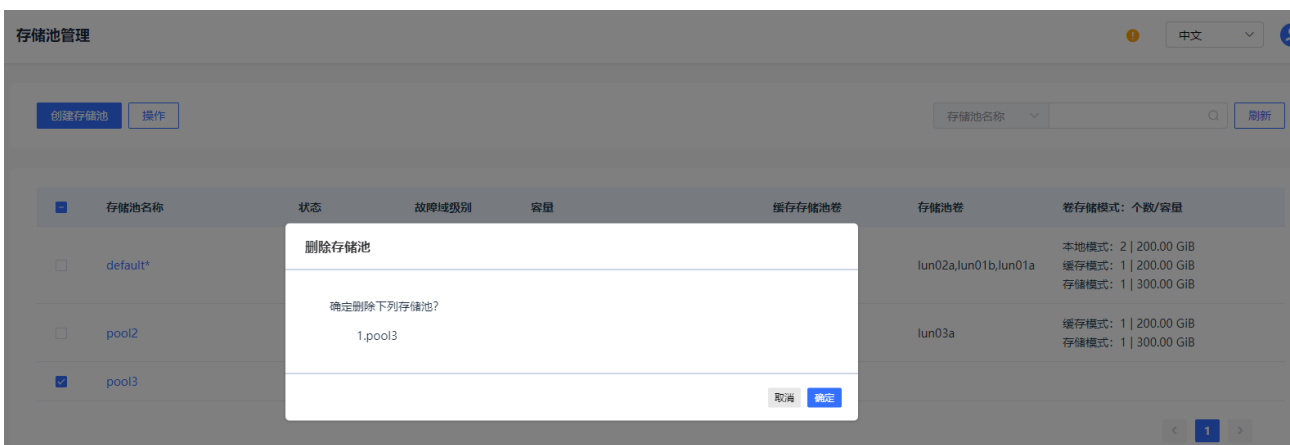 存储池管理
中文
创建存储池 操作 存储池名称 刷新
存储池名称 状态 故障域级别 容量 缓存存储池卷 存储池卷 卷存储模式:个数/容量
删除存储池
default* lun02a,lun01b,lun01a
本地模式:2 | 200.00 GiB
缓存模式:1 | 200.00 GiB
存储模式:1 | 300.00 GiB
确定删除下列存储池?
1.pool3
pool2 lun03a
缓存模式:1 | 200.00 GiB
存储模式:1 | 300.00 GiB
pool3
取消 确定
1